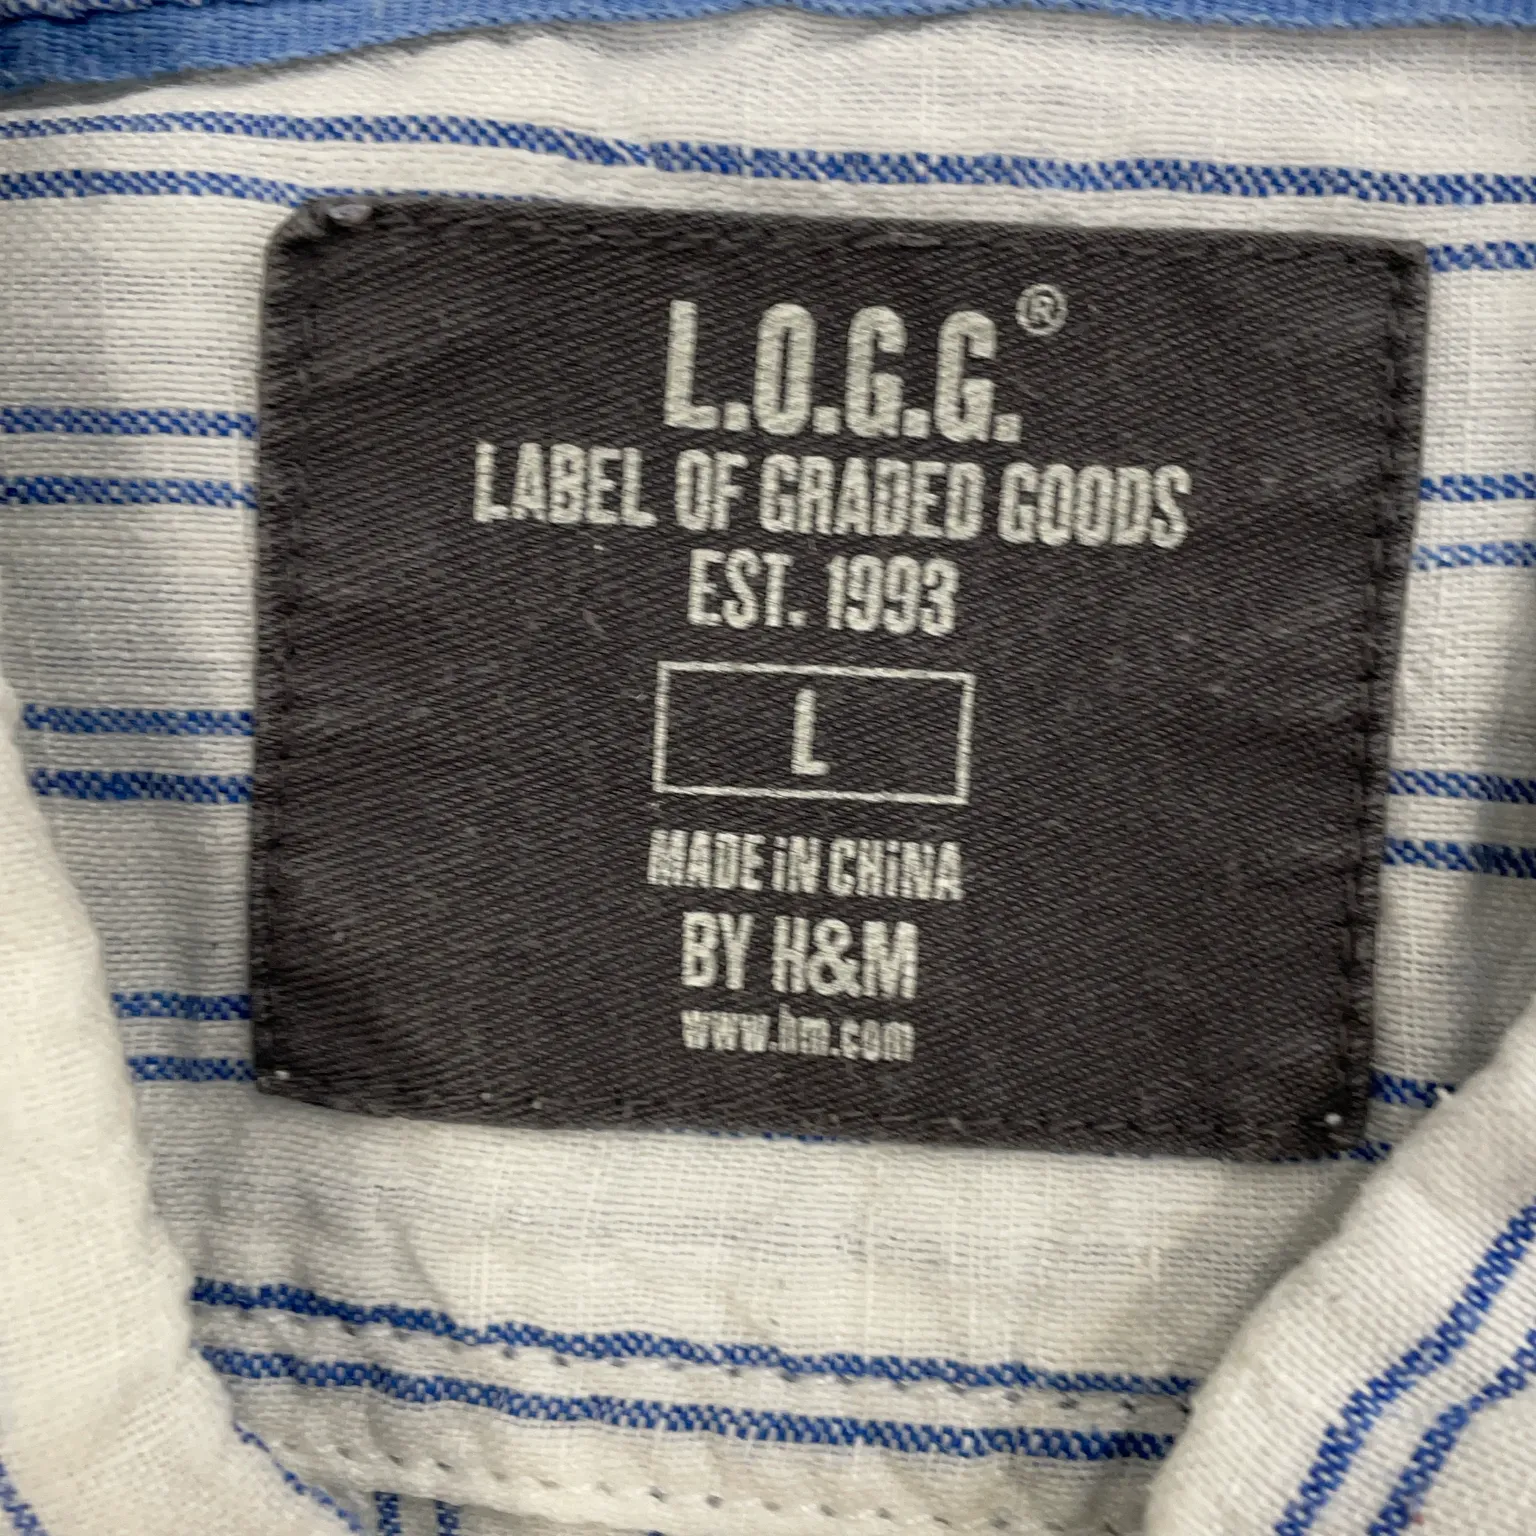 L.O.G.G.®
LABEL OF GRADED GOODS
EST. 1993
L
MADE iN CHiNA
BY H&M
www.hm.com